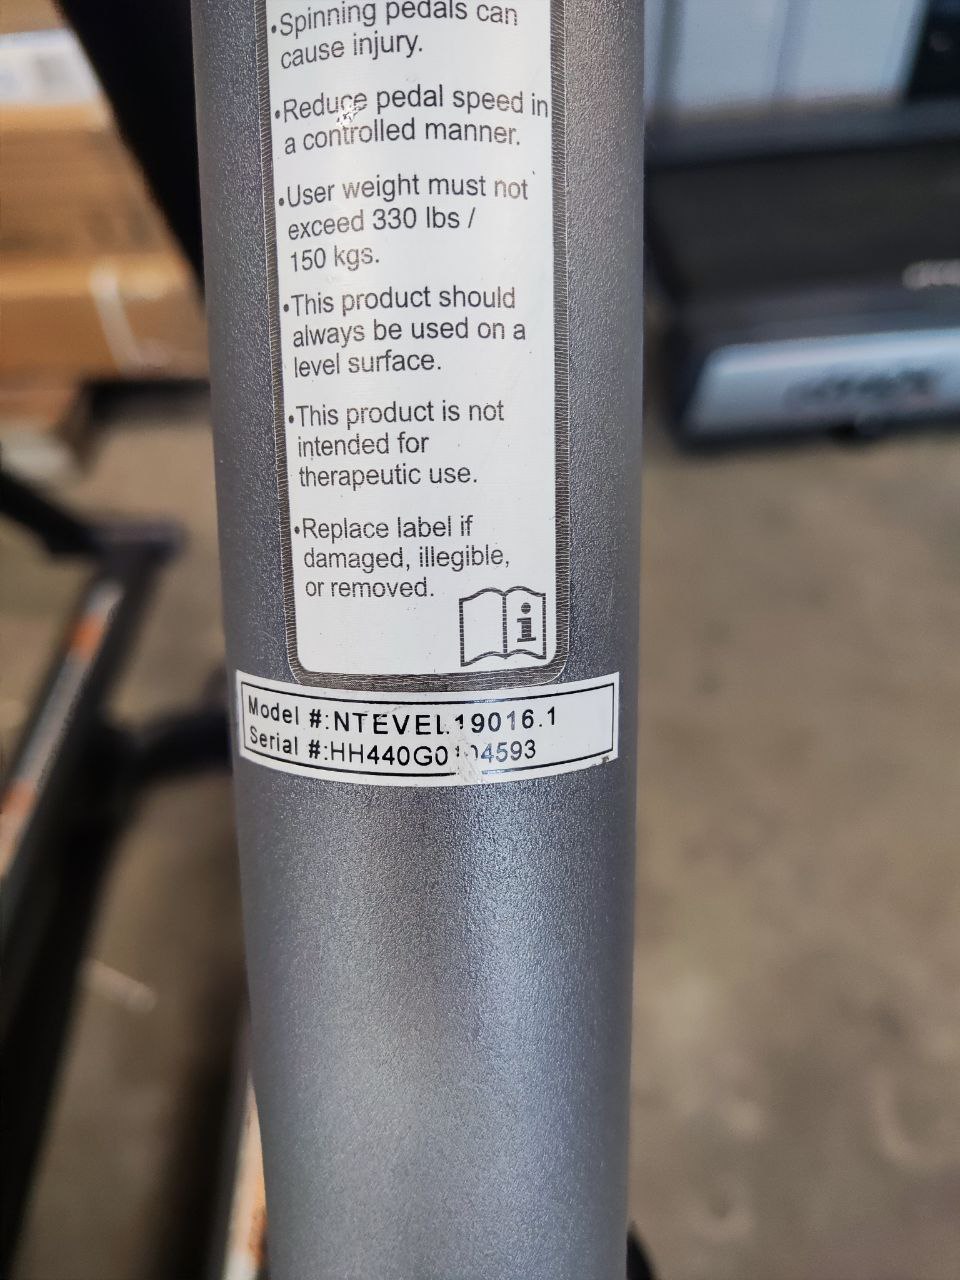 •Spinning pedals can
cause injury.
•Reduce pedal speed in
a controlled manner.
•User weight must not
exceed 330 lbs /
150 kgs.
•This product should
always be used on a
level surface.
•This product is not
intended for
therapeutic use.
•Replace label if
damaged, illegible,
or removed.
i
Model #:NTEVEL19016.1
Serial #: